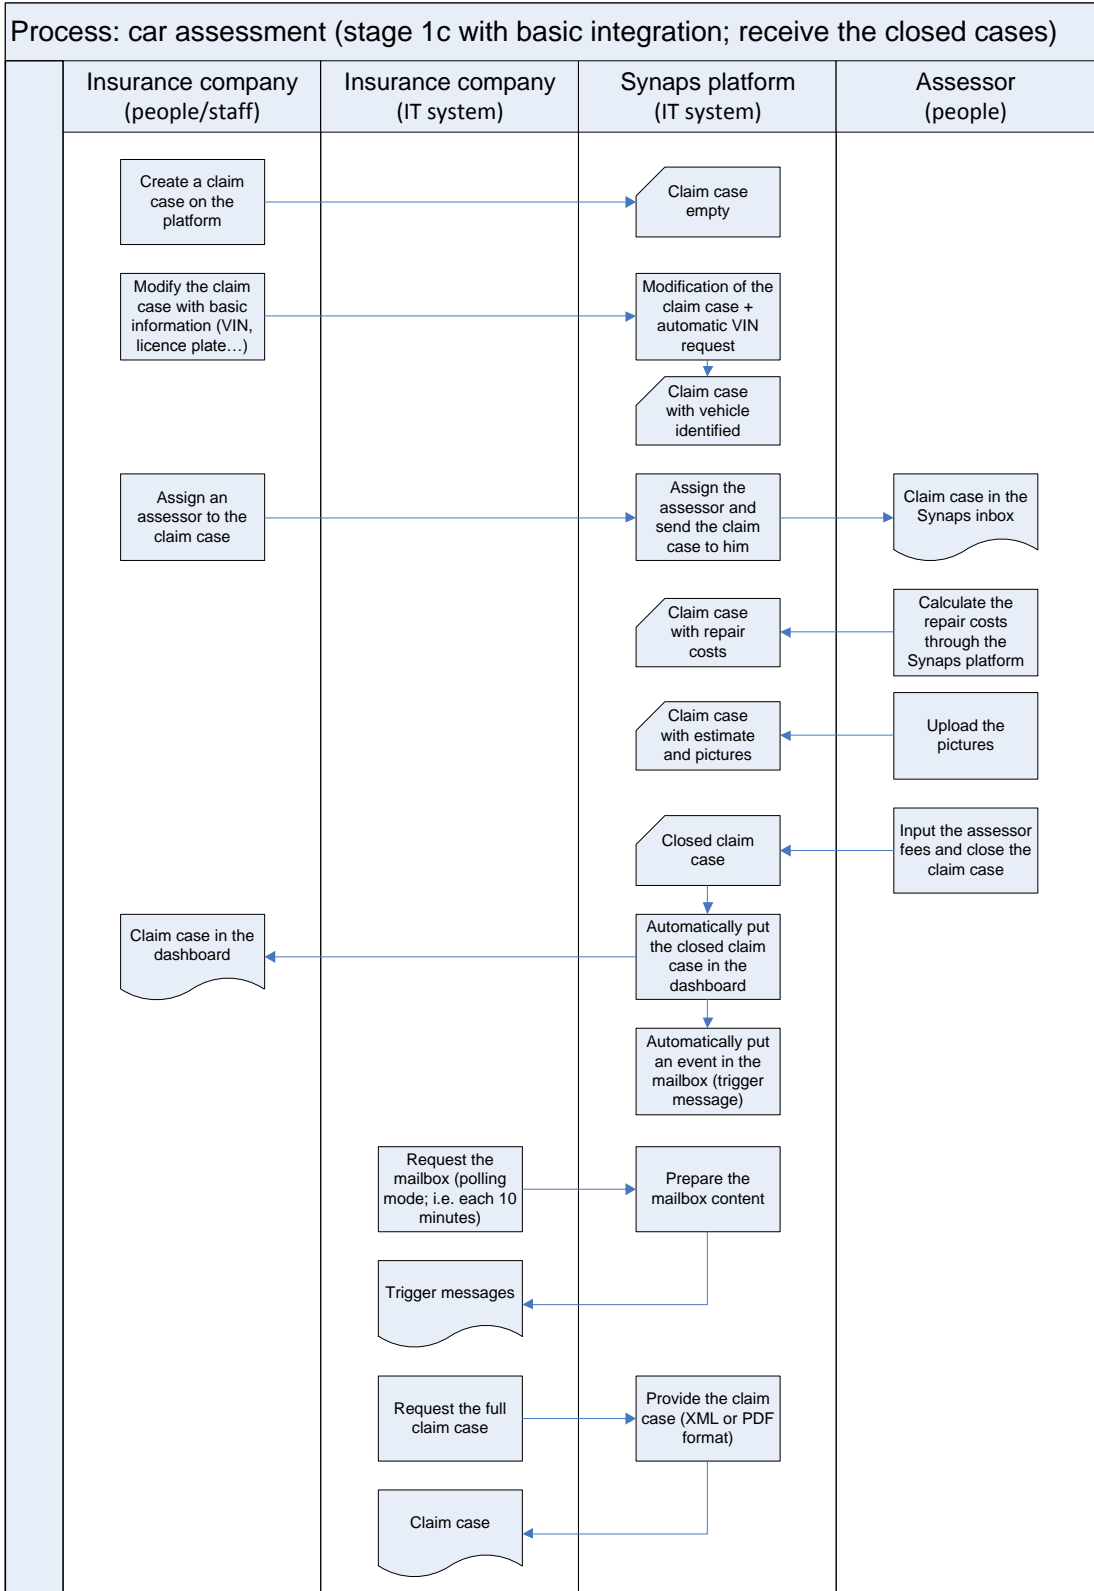 Process: car assessment (stage 1c with basic integration; receive the closed cases)
Insurance company
(people/staff)
Insurance company
(IT system)
Synaps platform
(IT system)
Assessor
(people)
Create a claim
case on the
platform
Claim case
empty
Modify the claim
case with basic
information (VIN,
licence plate…)
Modification of the
claim case +
automatic VIN
request
Claim case
with vehicle
identified
Assign an
assessor to the
claim case
Assign the
assessor and
send the claim
case to him
Claim case in the
Synaps inbox
Claim case
with repair
costs
Calculate the
repair costs
through the
Synaps platform
Claim case
with estimate
and pictures
Upload the
pictures
Closed claim
case
Input the assessor
fees and close the
claim case
Claim case in the
dashboard
Automatically put
the closed claim
case in the
dashboard
Automatically put
an event in the
mailbox (trigger
message)
Request the
mailbox (polling
mode; i.e. each 10
minutes)
Prepare the
mailbox content
Trigger messages
Request the full
claim case
Provide the claim
case (XML or PDF
format)
Claim case